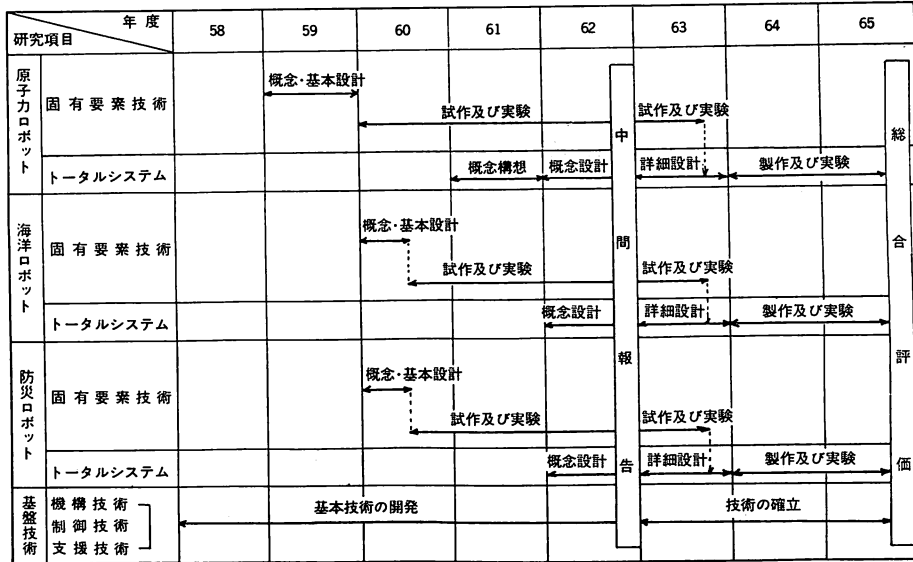 年度
研究項目
58 59 60 61 62 63 64 65
原子力ロボット
固有要素技術
概念・基本設計
試作及び実験
試作及び実験
トータルシステム
概念構想
概念設計
詳細設計
製作及び実験
海洋ロボット
固有要素技術
概念・基本設計
試作及び実験
試作及び実験
トータルシステム
概念設計
詳細設計
製作及び実験
防災ロボット
固有要素技術
概念・基本設計
試作及び実験
試作及び実験
トータルシステム
概念設計
詳細設計
製作及び実験
基盤技術
機構技術
制御技術
支援技術
基本技術の開発
技術の確立
中間報告
総合評価